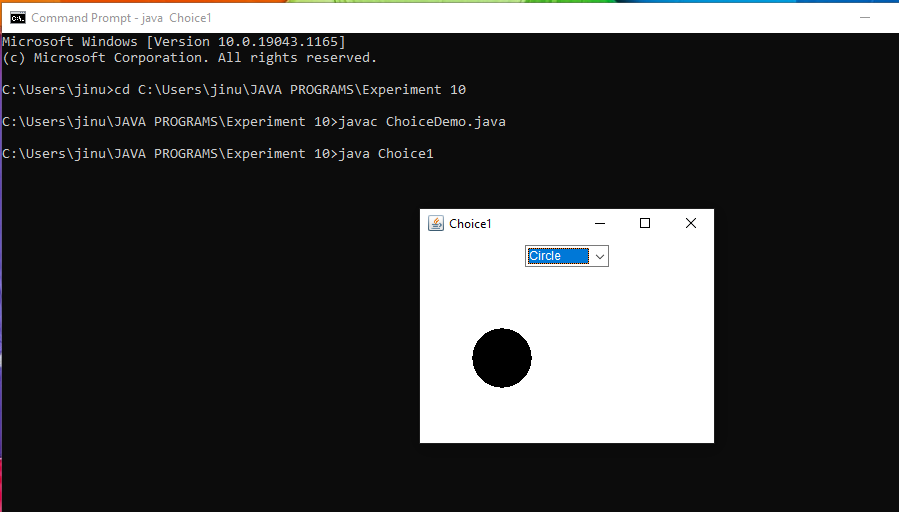 Command Prompt - java  Choice1
Microsoft Windows [Version 10.0.19043.1165]
(c) Microsoft Corporation. All rights reserved.
C:\Users\jinu>cd C:\Users\jinu\JAVA PROGRAMS\Experiment 10
C:\Users\jinu\JAVA PROGRAMS\Experiment 10>javac ChoiceDemo.java
C:\Users\jinu\JAVA PROGRAMS\Experiment 10>java Choice1
Choice1
Circle